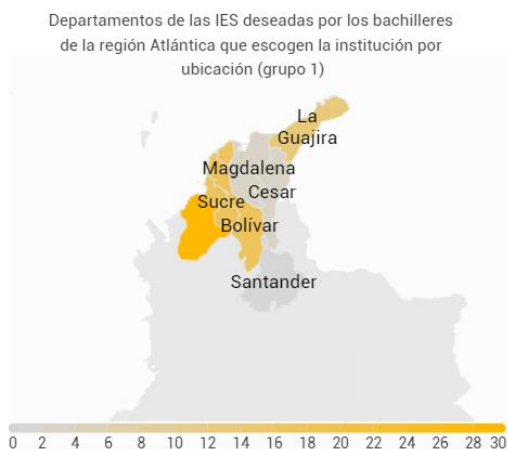 Departamentos de las IES deseadas por los bachilleres
de la región Atlántica que escogen la institución por
ubicación (grupo 1)
La
Guajira
Magdalena
Cesar
Sucre
Bolívar
Santander
0 2 4 6 8 10 12 14 16 18 20 22 24 26 28 30